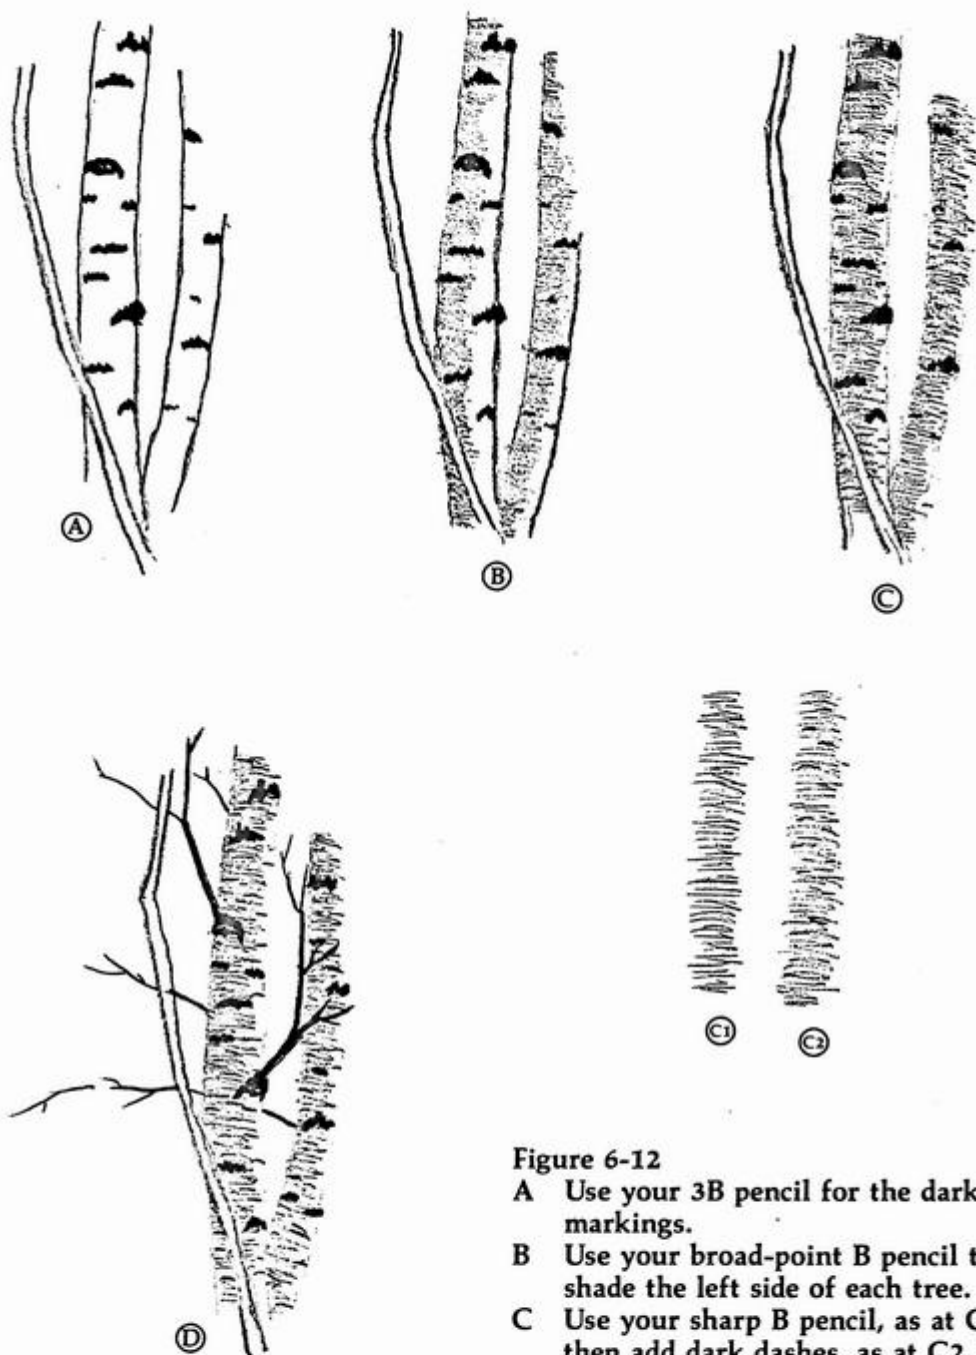 A
B
C
C1
C2
D
Figure 6-12
A Use your 3B pencil for the dark
markings.
B Use your broad-point B pencil t
shade the left side of each tree.
C Use your sharp B pencil, as at C
then add dark dashes, as at C2